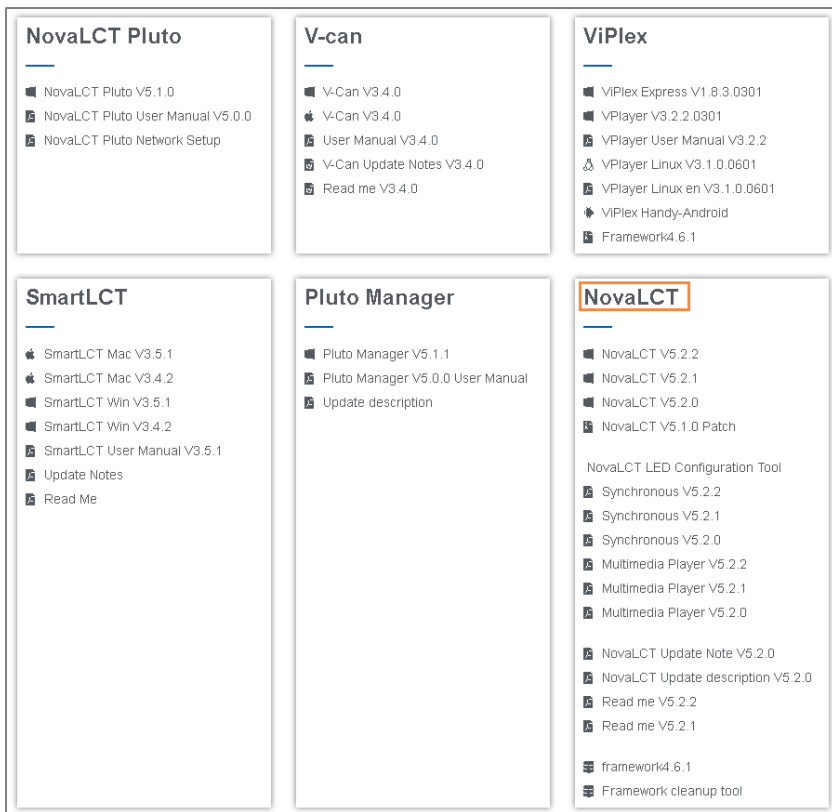 NovaLCT Pluto
NovaLCT Pluto V5.1.0
NovaLCT Pluto User Manual V5.0.0
NovaLCT Pluto Network Setup
V-can
V-Can V3.4.0
V-Can V3.4.0
User Manual V3.4.0
V-Can Update Notes V3.4.0
Read me V3.4.0
ViPlex
ViPlex Express V1.8.3.0301
VPlayer V3.2.2.0301
VPlayer User Manual V3.2.2
VPlayer Linux V3.1.0.0601
VPlayer Linux en V3.1.0.0601
ViPlex Handy-Android
Framework4.6.1
SmartLCT
SmartLCT Mac V3.5.1
SmartLCT Mac V3.4.2
SmartLCT Win V3.5.1
SmartLCT Win V3.4.2
SmartLCT User Manual V3.5.1
Update Notes
Read Me
Pluto Manager
Pluto Manager V5.1.1
Pluto Manager V5.0.0 User Manual
Update description
NovaLCT
NovaLCT V5.2.2
NovaLCT V5.2.1
NovaLCT V5.2.0
NovaLCT V5.1.0 Patch
NovaLCT LED Configuration Tool
Synchronous V5.2.2
Synchronous V5.2.1
Synchronous V5.2.0
Multimedia Player V5.2.2
Multimedia Player V5.2.1
Multimedia Player V5.2.0
NovaLCT Update Note V5.2.0
NovaLCT Update description V5.2.0
Read me V5.2.2
Read me V5.2.1
framework4.6.1
Framework cleanup tool